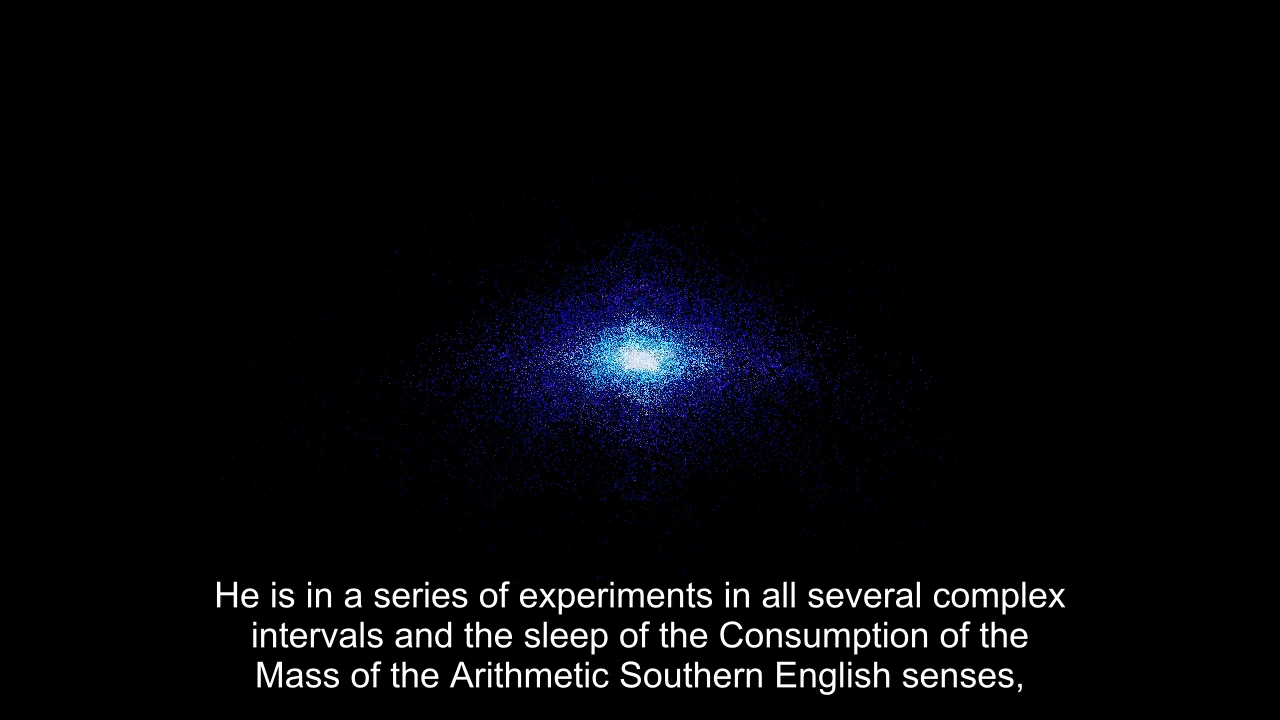 He is in a series of experiments in all several complex
intervals and the sleep of the Consumption of the
Mass of the Arithmetic Southern English senses,